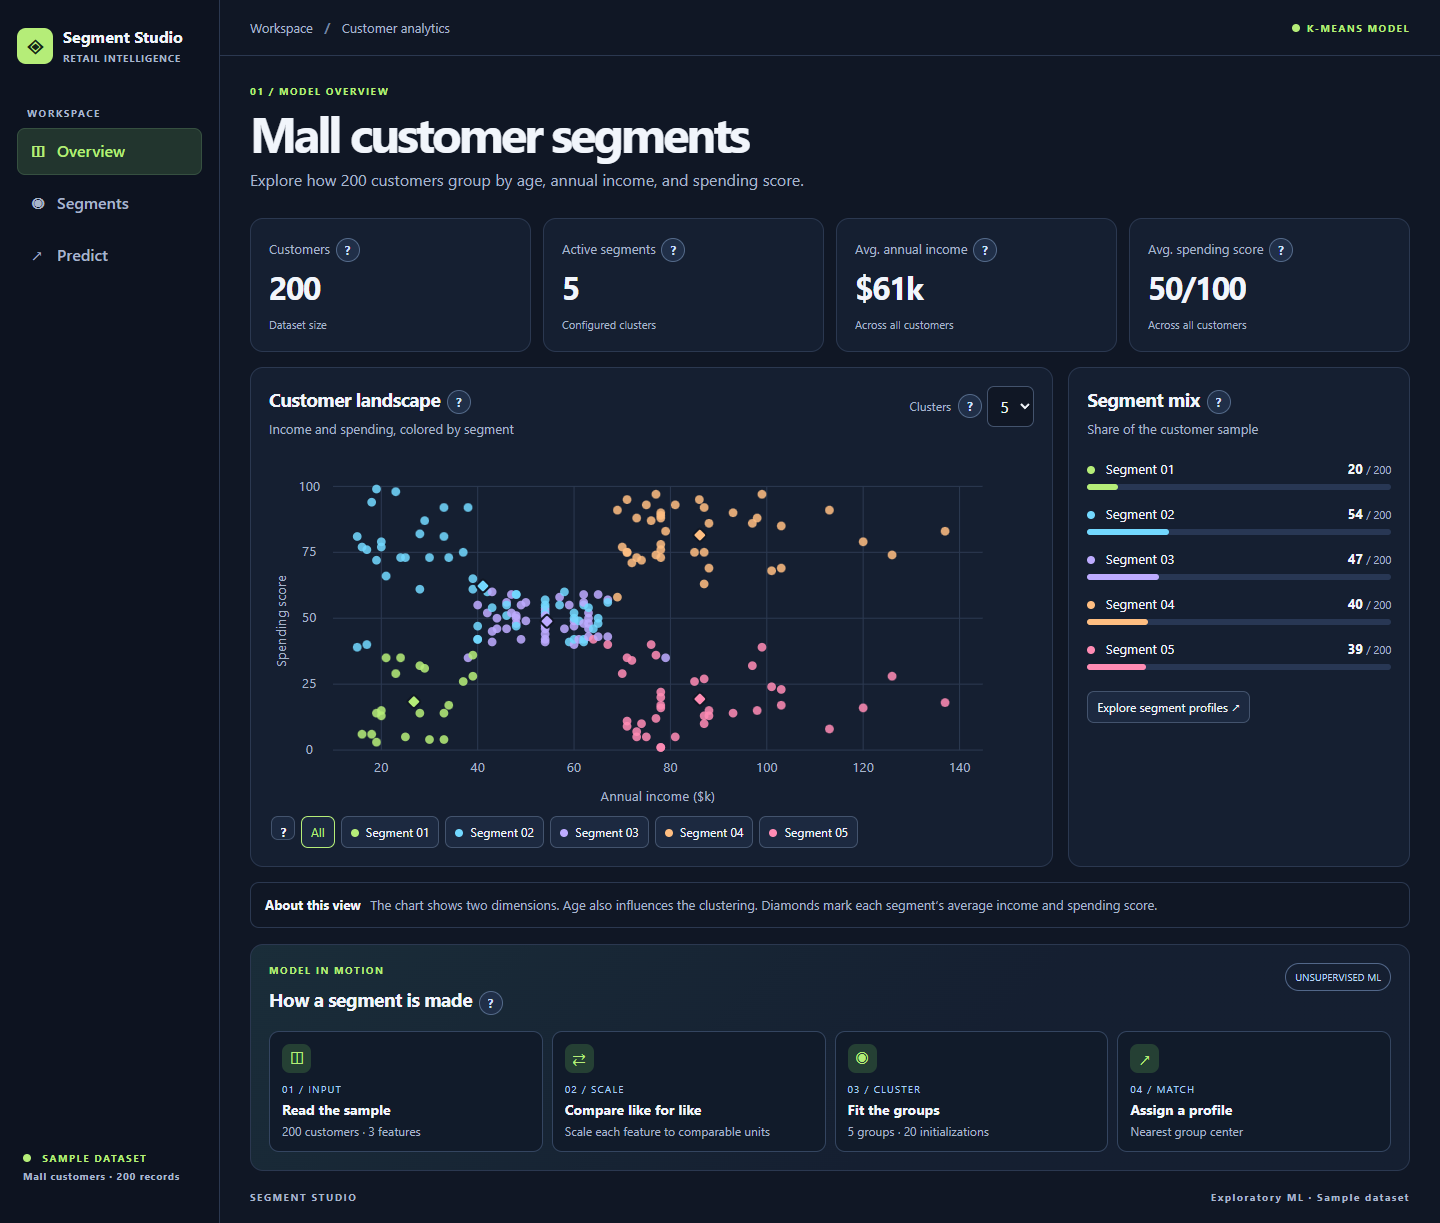 Segment Studio
RETAIL INTELLIGENCE
WORKSPACE
Overview
Segments
Predict
SAMPLE DATASET
Mall customers · 200 records
Workspace / Customer analytics
K-MEANS MODEL
01 / MODEL OVERVIEW
Mall customer segments
Explore how 200 customers group by age, annual income, and spending score.
Customers ?
200
Dataset size
Active segments ?
5
Configured clusters
Avg. annual income ?
$61k
Across all customers
Avg. spending score ?
50/100
Across all customers
Customer landscape ?
Income and spending, colored by segment
Clusters ? 5
Spending score
100
75
50
25
0
20 40 60 80 100 120 140
Annual income ($k)
? All Segment 01 Segment 02 Segment 03 Segment 04 Segment 05
Segment mix ?
Share of the customer sample
Segment 01 20 / 200
Segment 02 54 / 200
Segment 03 47 / 200
Segment 04 40 / 200
Segment 05 39 / 200
Explore segment profiles ↗
About this view The chart shows two dimensions. Age also influences the clustering. Diamonds mark each segment's average income and spending score.
MODEL IN MOTION
How a segment is made ?
UNSUPERVISED ML
01 / INPUT
Read the sample
200 customers · 3 features
02 / SCALE
Compare like for like
Scale each feature to comparable units
03 / CLUSTER
Fit the groups
5 groups · 20 initializations
04 / MATCH
Assign a profile
Nearest group center
SEGMENT STUDIO
Exploratory ML · Sample dataset